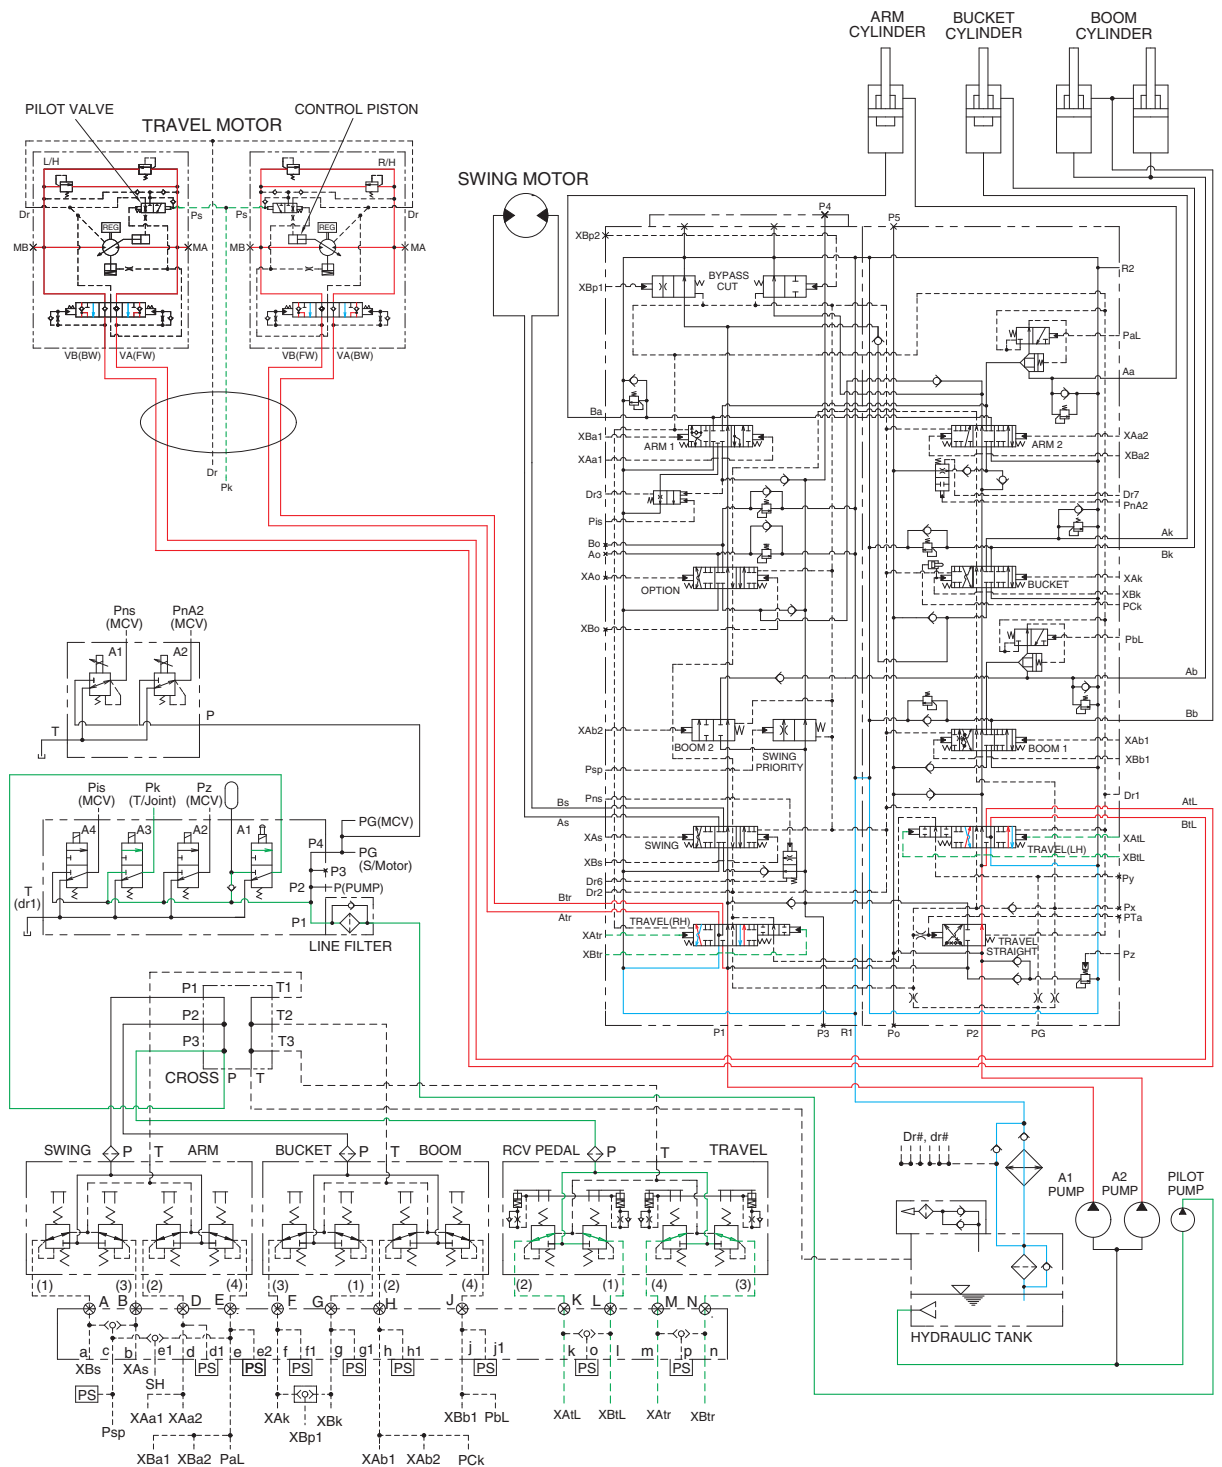 ARM
CYLINDER
BUCKET
CYLINDER
BOOM
CYLINDER
PILOT VALVE
CONTROL PISTON
TRAVEL MOTOR
L/H
R/H
SWING MOTOR
Dr
Ps
Ps
Dr
REG
REG
MB
MA
MB
MA
VB(BW)
VA(FW)
VB(FW)
VA(BW)
Dr
Pk
P4
P5
XBp2
XBp1
BYPASS
CUT
R2
PaL
Aa
Ba
XBa1
ARM 1
XAa1
ARM 2
XAa2
XBa2
Dr3
Pis
Dr7
PnA2
Bo
Ao
Ak
Bk
XAo
OPTION
XBo
BUCKET
XAk
XBk
PCk
PbL
Ab
Bb
XAb2
BOOM 2
SWING
PRIORITY
Psp
BOOM 1
XAb1
XBb1
Dr1
Pns
Bs
As
AtL
BtL
XAs
SWING
XBs
Dr6
Dr2
TRAVEL(LH)
XAtL
XBtL
Py
Btr
Atr
TRAVEL(RH)
XAtr
XBtr
Px
PTa
TRAVEL
STRAIGHT
Pz
P1
P3
R1
Po
P2
PG
Pns
(MCV)
PnA2
(MCV)
A1
A2
P
T
Pis
(MCV)
Pk
(T/Joint)
Pz
(MCV)
A4
A3
A2
A1
PG(MCV)
P4
PG
(S/Motor)
P3
P2
P(PUMP)
P1
T
(dr1)
LINE FILTER
P1
T1
P2
T2
P3
T3
CROSS
P
T
SWING
P
T
ARM
BUCKET
P
T
BOOM
RCV PEDAL
P
T
TRAVEL
(1)
(3)
(2)
(4)
(3)
(1)
(2)
(4)
(2)
(1)
(4)
(3)
A
B
D
E
F
G
H
J
K
L
M
N
a
c
b
e1
d
d1
e
e2
f
f1
g
g1
h
h1
j
j1
k
o
l
m
p
n
XBs
XAs
SH
PS
PS
PS
PS
PS
PS
PS
PS
PS
Psp
XAa1
XAa2
XBa1
XBa2
PaL
XAk
XBp1
XBk
XAb1
XAb2
PCk
XBb1
PbL
XAtL
XBtL
XAtr
XBtr
Dr#, dr#
A1
PUMP
A2
PUMP
PILOT
PUMP
HYDRAULIC TANK